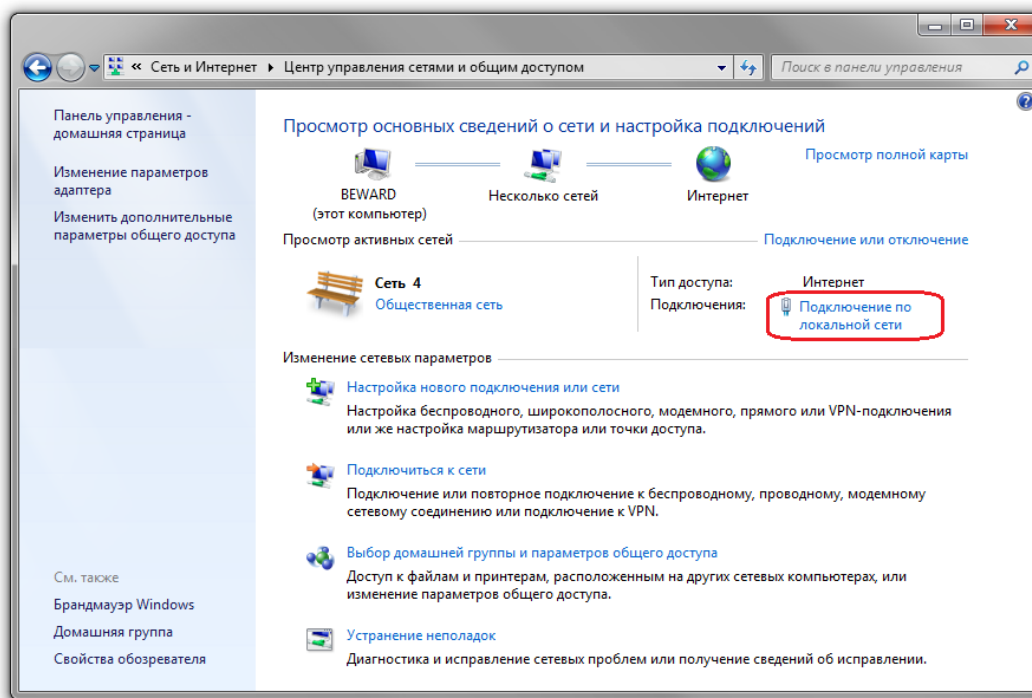 « Сеть и Интернет ▸ Центр управления сетями и общим доступом
Поиск в панели управления
Панель управления -
домашняя страница
Изменение параметров
адаптера
Изменить дополнительные
параметры общего доступа
См. также
Брандмауэр Windows
Домашняя группа
Свойства обозревателя
Просмотр основных сведений о сети и настройка подключений
Просмотр полной карты
BEWARD
(этот компьютер)
Несколько сетей
Интернет
Просмотр активных сетей
Подключение или отключение
Сеть 4
Общественная сеть
Тип доступа: Интернет
Подключения: Подключение по
локальной сети
Изменение сетевых параметров
Настройка нового подключения или сети
Настройка беспроводного, широкополосного, модемного, прямого или VPN-подключения
или же настройка маршрутизатора или точки доступа.
Подключиться к сети
Подключение или повторное подключение к беспроводному, проводному, модемному
сетевому соединению или подключение к VPN.
Выбор домашней группы и параметров общего доступа
Доступ к файлам и принтерам, расположенным на других сетевых компьютерах, или
изменение параметров общего доступа.
Устранение неполадок
Диагностика и исправление сетевых проблем или получение сведений об исправлении.